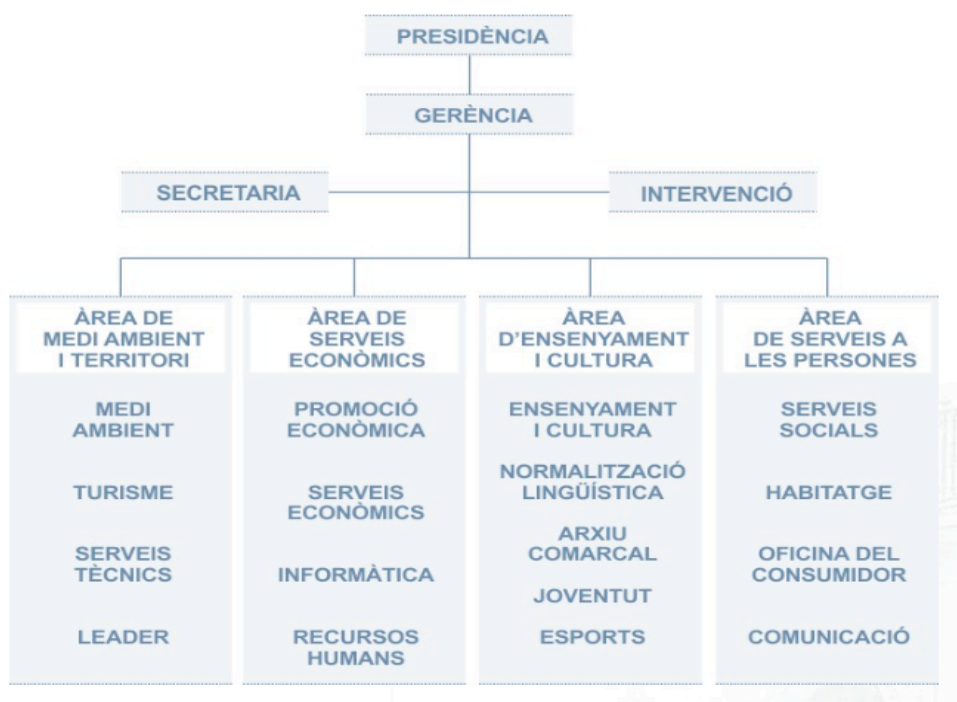 PRESIDÈNCIA
GERÈNCIA
SECRETARIA
INTERVENCIÓ
ÀREA DE
MEDI AMBIENT
I TERRITORI
MEDI
AMBIENT
TURISME
SERVEIS
TÈCNICS
LEADER
ÀREA DE
SERVEIS
ECONÒMICS
PROMOCIÓ
ECONÒMICA
SERVEIS
ECONÒMICS
INFORMÀTICA
RECURSOS
HUMANS
ÀREA
D'ENSENYAMENT
I CULTURA
ENSENYAMENT
I CULTURA
NORMALITZACIÓ
LINGÜÍSTICA
ARXIU
COMARCAL
JOVENTUT
ESPORTS
ÀREA
DE SERVEIS A
LES PERSONES
SERVEIS
SOCIALS
HABITATGE
OFICINA DEL
CONSUMIDOR
COMUNICACIÓ